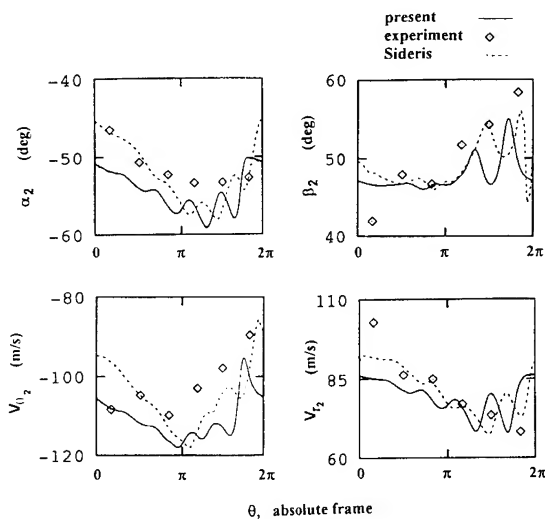 present
experiment
Sideris
-40
-50
-60
α2 (deg)
0 π 2π
60
50
40
β2 (deg)
0 π 2π
-80
-100
-120
Vθ2 (m/s)
0 π 2π
110
85
60
Vr2 (m/s)
0 π 2π
θ, absolute frame